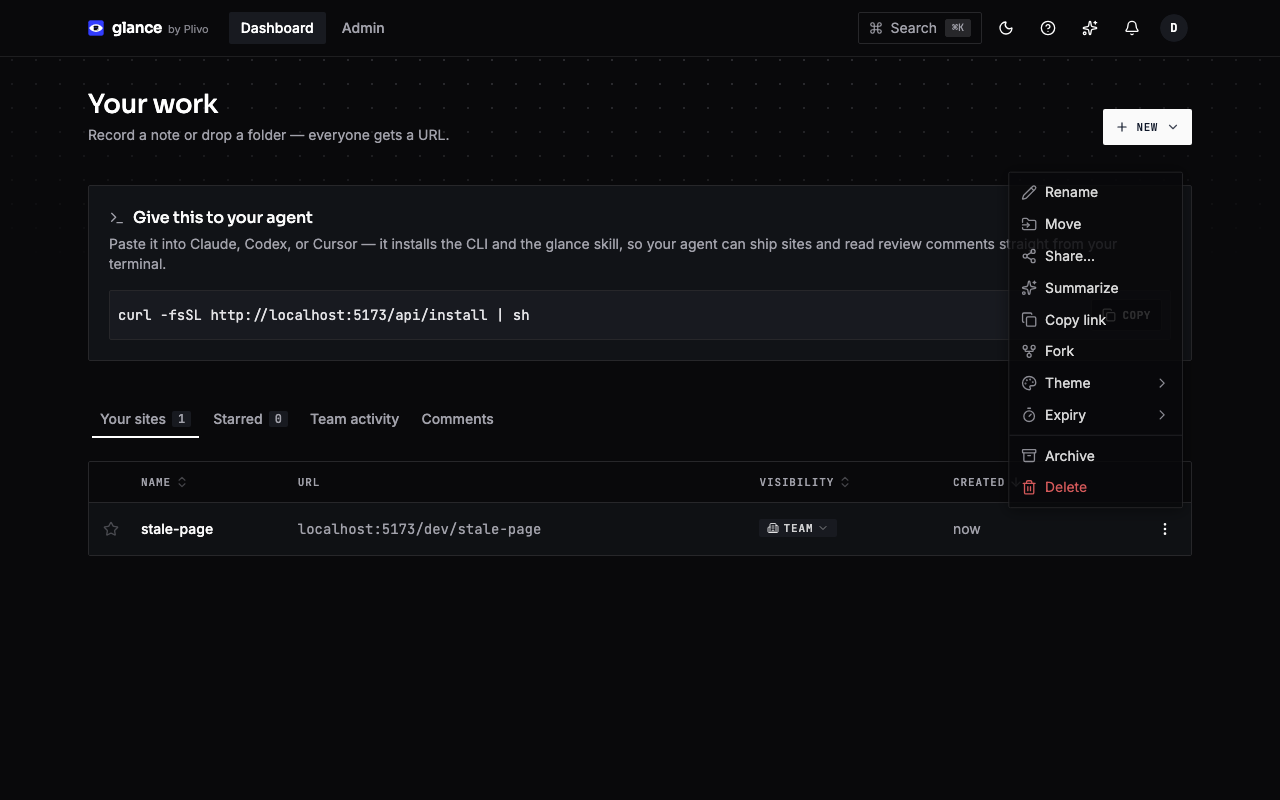 glance by Plivo Dashboard Admin ⌘ Search ⌘K D
Your work
Record a note or drop a folder — everyone gets a URL.
+ NEW
Give this to your agent
Paste it into Claude, Codex, or Cursor — it installs the CLI and the glance skill, so your agent can ship sites and read review comments straight from your
terminal.
curl -fsSL http://localhost:5173/api/install | sh
COPY
Rename
Move
Share...
Summarize
Copy link
Fork
Theme
Expiry
Archive
Delete
Your sites 1 Starred 0 Team activity Comments
NAME URL VISIBILITY CREATED
stale-page localhost:5173/dev/stale-page TEAM now